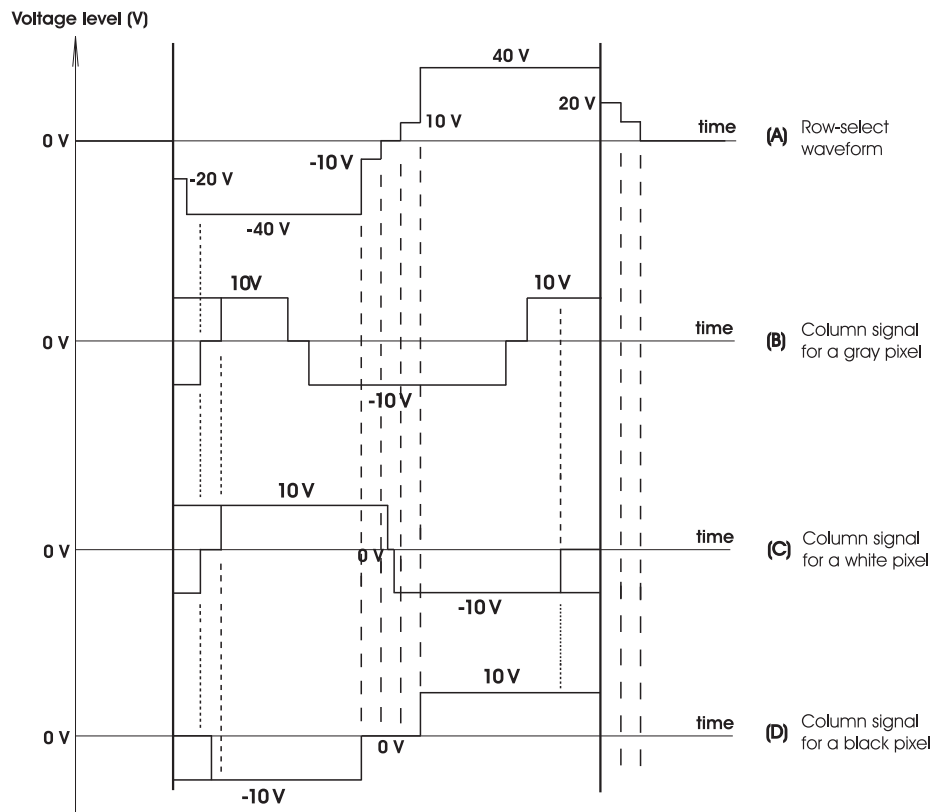 Voltage level (V)
40 V
20 V
10 V
0 V
time
(A) Row-select
waveform
-10 V
-20 V
-40 V
10V
10 V
0 V
time
(B) Column signal
for a gray pixel
-10 V
10 V
0 V
0 V
time
(C) Column signal
for a white pixel
-10 V
10 V
0 V
0 V
time
(D) Column signal
for a black pixel
-10 V